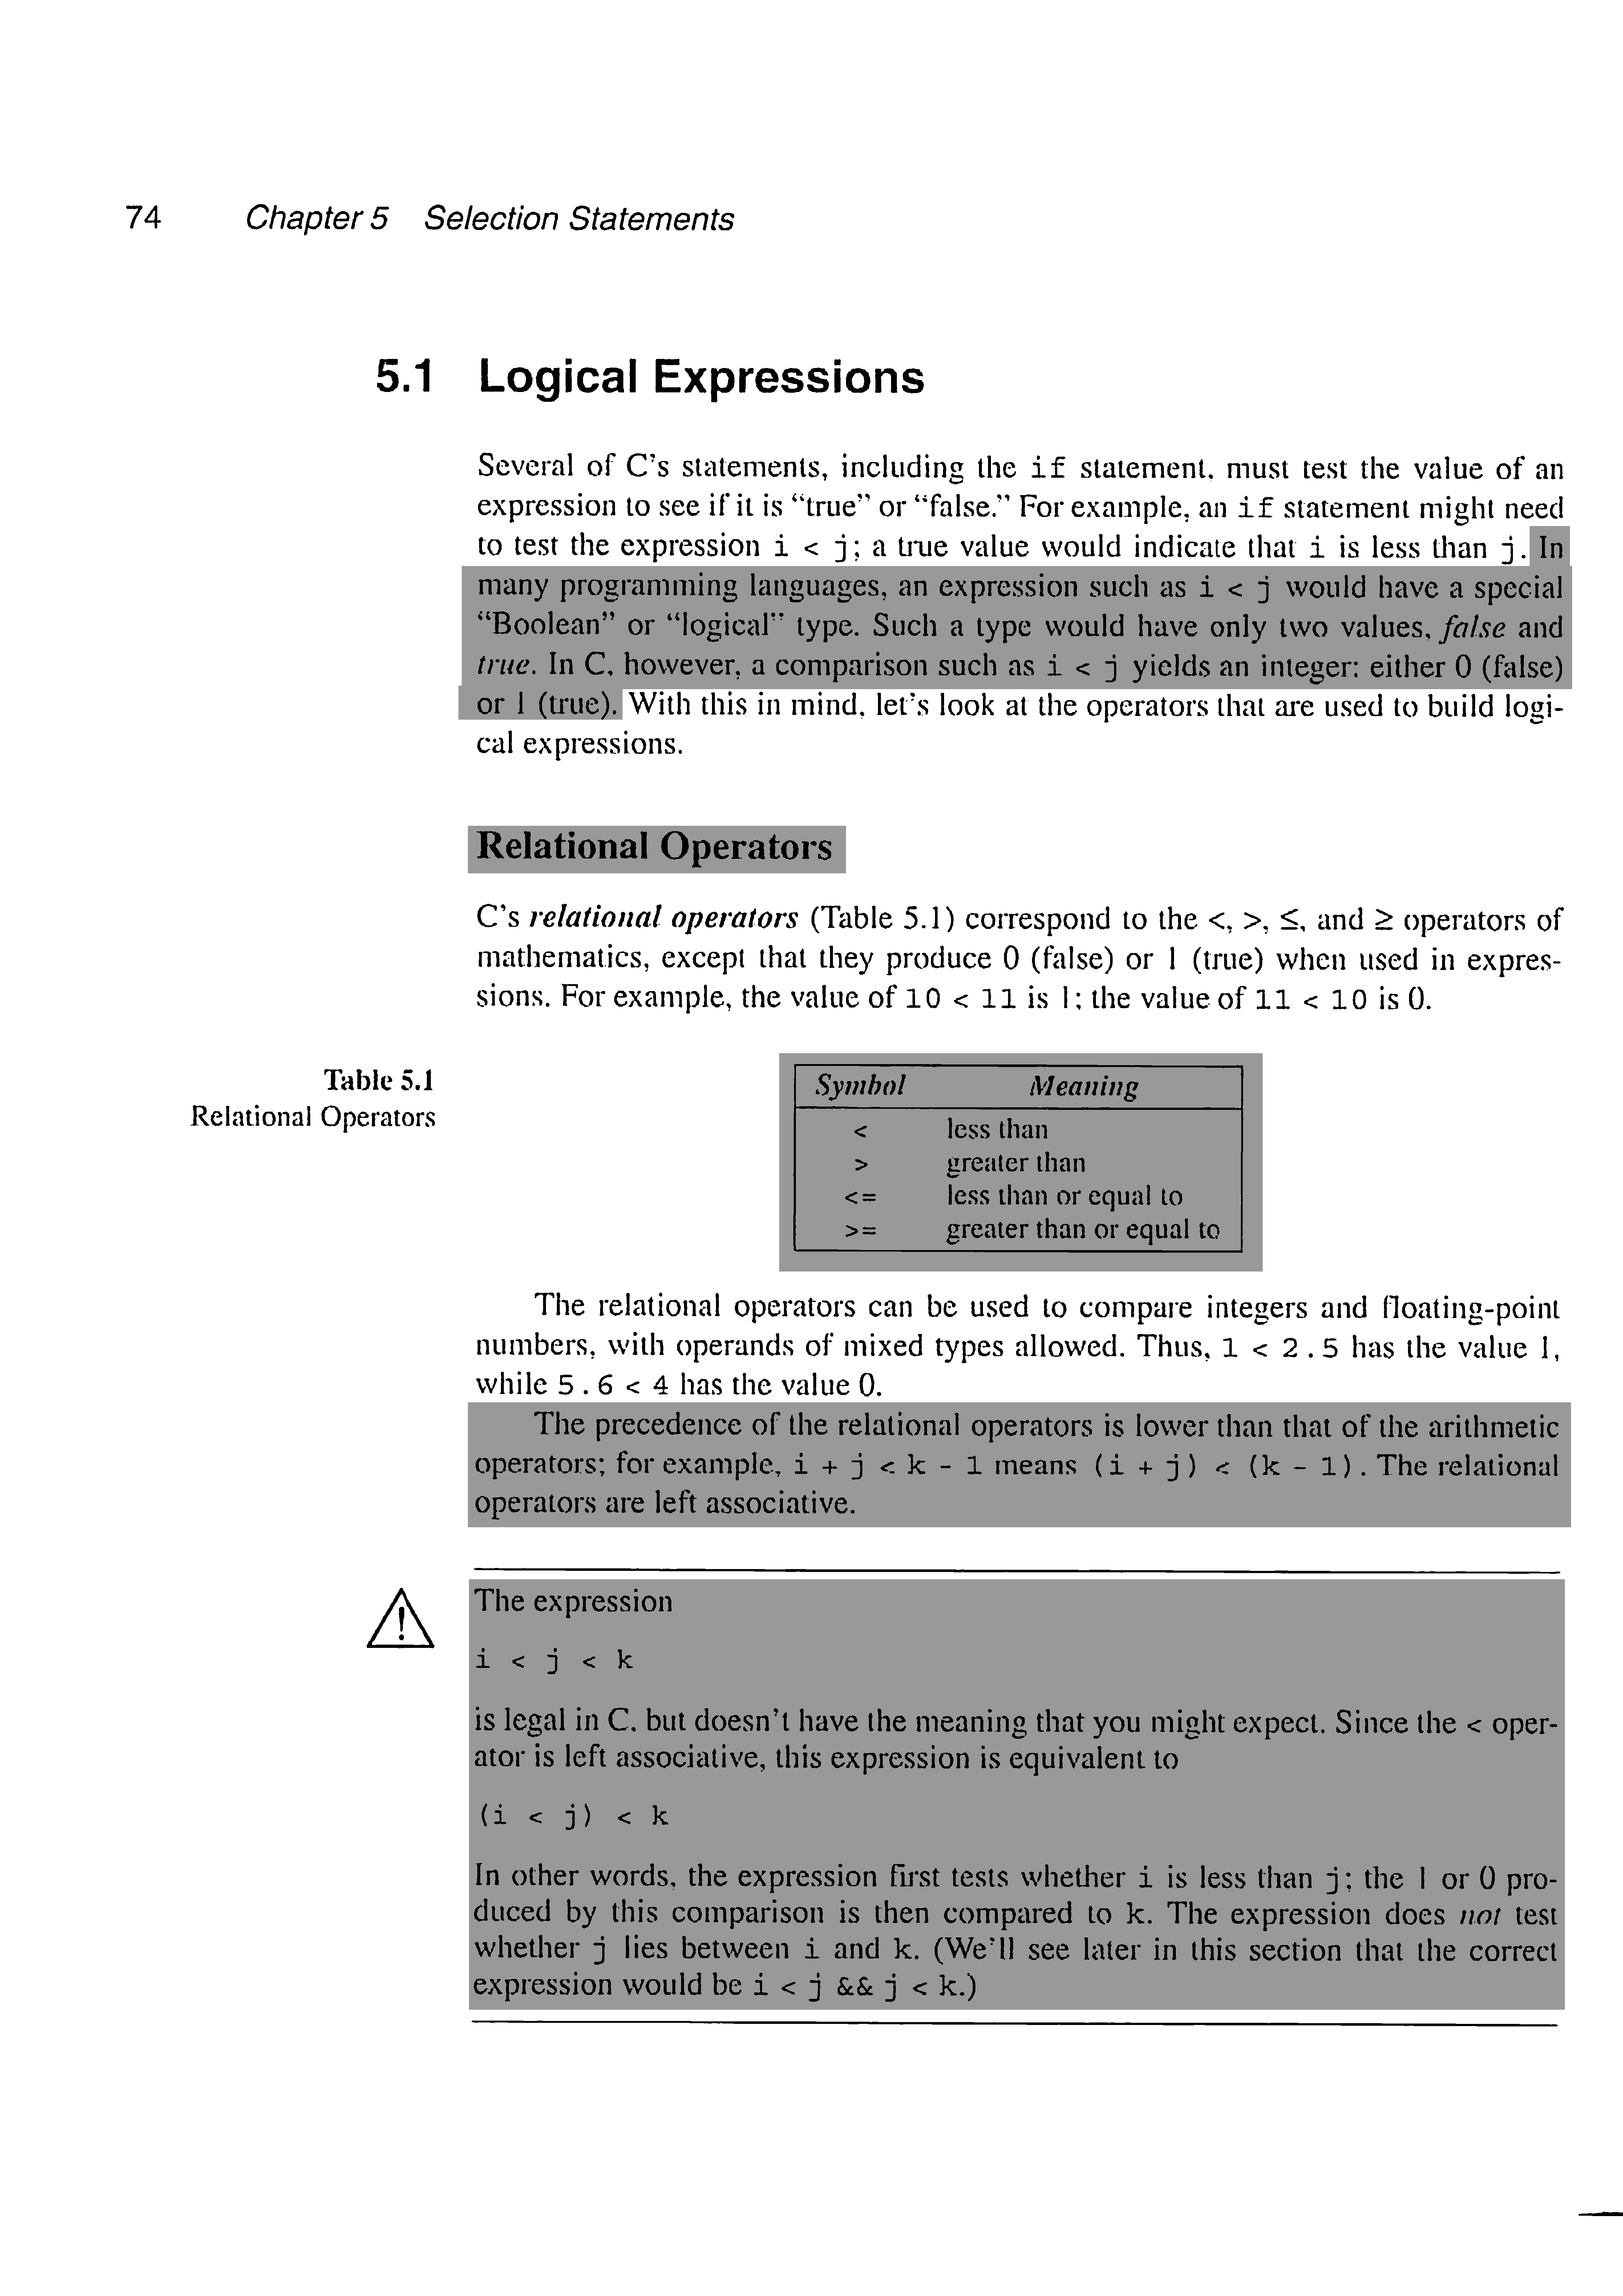 74 Chapter 5 Selection Statements
5.1 Logical Expressions
Several of C's statements, including the if statement, must test the value of an
expression to see if it is “true” or “false.” For example, an if statement might need
to test the expression i < j; a true value would indicate that i is less than j. In
many programming languages, an expression such as i < j would have a special
“Boolean” or “logical” type. Such a type would have only two values, false and
true. In C, however, a comparison such as i < j yields an integer: either 0 (false)
or 1 (true). With this in mind, let's look at the operators that are used to build logi-
cal expressions.
Relational Operators
C's relational operators (Table 5.1) correspond to the <, >, ≤, and ≥ operators of
mathematics, except that they produce 0 (false) or 1 (true) when used in expres-
sions. For example, the value of 10 < 11 is 1; the value of 11 < 10 is 0.
Table 5.1
Relational Operators
Symbol Meaning
< less than
> greater than
<= less than or equal to
>= greater than or equal to
The relational operators can be used to compare integers and floating-point
numbers, with operands of mixed types allowed. Thus, 1 < 2.5 has the value 1,
while 5.6 < 4 has the value 0.
The precedence of the relational operators is lower than that of the arithmetic
operators; for example, i + j < k - 1 means (i + j) < (k - 1). The relational
operators are left associative.
The expression
i < j < k
is legal in C, but doesn't have the meaning that you might expect. Since the < oper-
ator is left associative, this expression is equivalent to
(i < j) < k
In other words, the expression first tests whether i is less than j; the 1 or 0 pro-
duced by this comparison is then compared to k. The expression does not test
whether j lies between i and k. (We'll see later in this section that the correct
expression would be i < j && j < k.)